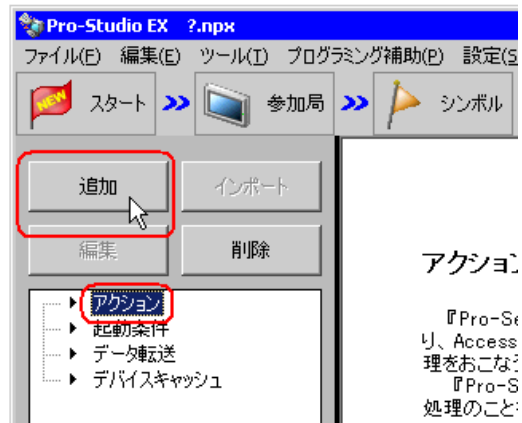 Pro-Studio EX ?.npx
ファイル(F) 編集(E) ツール(T) プログラミング補助(P) 設定(S
NEW スタート 参加局 シンボル
追加 インポート
編集 削除
アクション
起動条件
データ転送
デバイスキャッシュ
アクション
『Pro-Se
り、Access
理をおこなう
『Pro-S
処理のこと